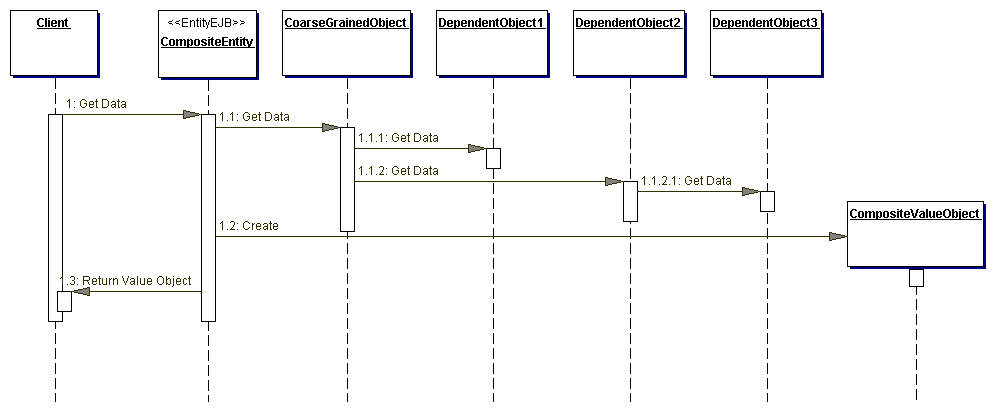 Client
<<EntityEJB>>
CompositeEntity
CoarseGrainedObject
DependentObject1
DependentObject2
DependentObject3
1: Get Data
1.1: Get Data
1.1.1: Get Data
1.1.2: Get Data
1.1.2.1: Get Data
CompositeValueObject
1.2: Create
1.3: Return Value Object